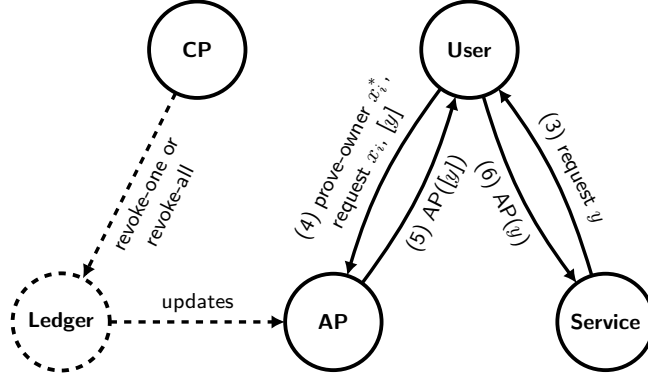 CP
User
revoke-one or
revoke-all
(4) prove-owner $x_i^*$,
request $x_i$, [$y$]
(5) AP([$y$])
(6) AP($y$)
(3) request $y$
Ledger
updates
AP
Service